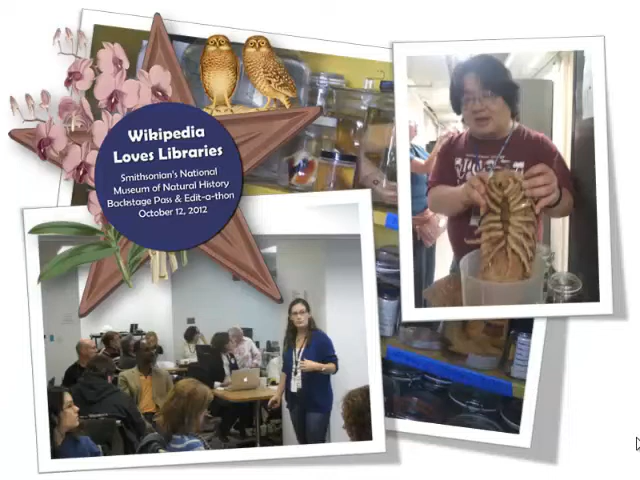 Wikipedia
Loves Libraries
Smithsonian's National
Museum of Natural History
Backstage Pass & Edit-a-thon
October 12, 2012